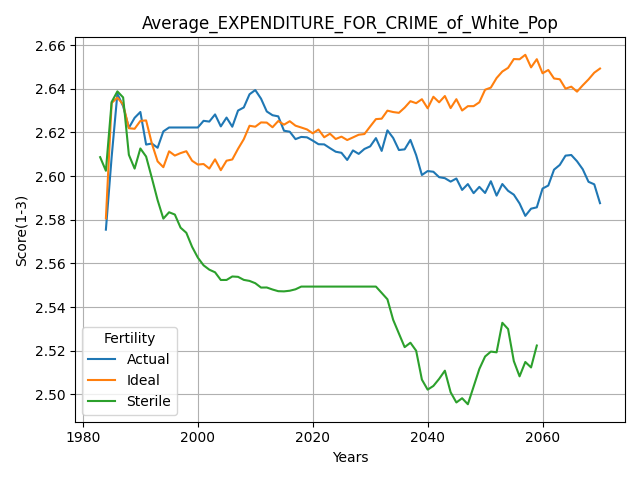 Average_EXPENDITURE_FOR_CRIME_of_White_Pop
2.66
2.64
2.62
2.60
2.58
2.56
2.54
2.52
2.50
Score(1-3)
Fertility
Actual
Ideal
Sterile
1980 2000 2020 2040 2060
Years